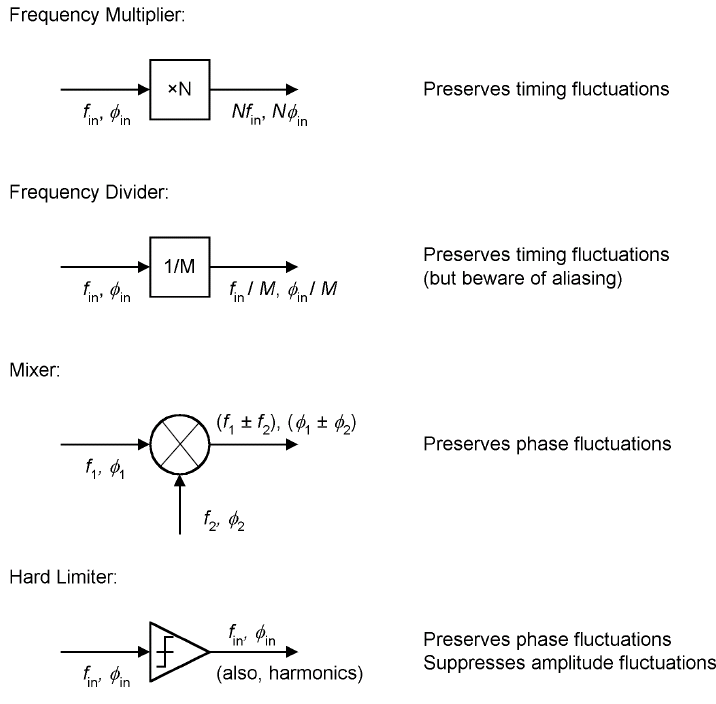 Frequency Multiplier:
×N
Preserves timing fluctuations
f_in, ϕ_in
Nf_in, Nϕ_in
Frequency Divider:
1/M
Preserves timing fluctuations
(but beware of aliasing)
f_in, ϕ_in
f_in / M, ϕ_in / M
Mixer:
(f_1 ± f_2), (ϕ_1 ± ϕ_2)
Preserves phase fluctuations
f_1, ϕ_1
f_2, ϕ_2
Hard Limiter:
f_in, ϕ_in
Preserves phase fluctuations
Suppresses amplitude fluctuations
f_in, ϕ_in
(also, harmonics)